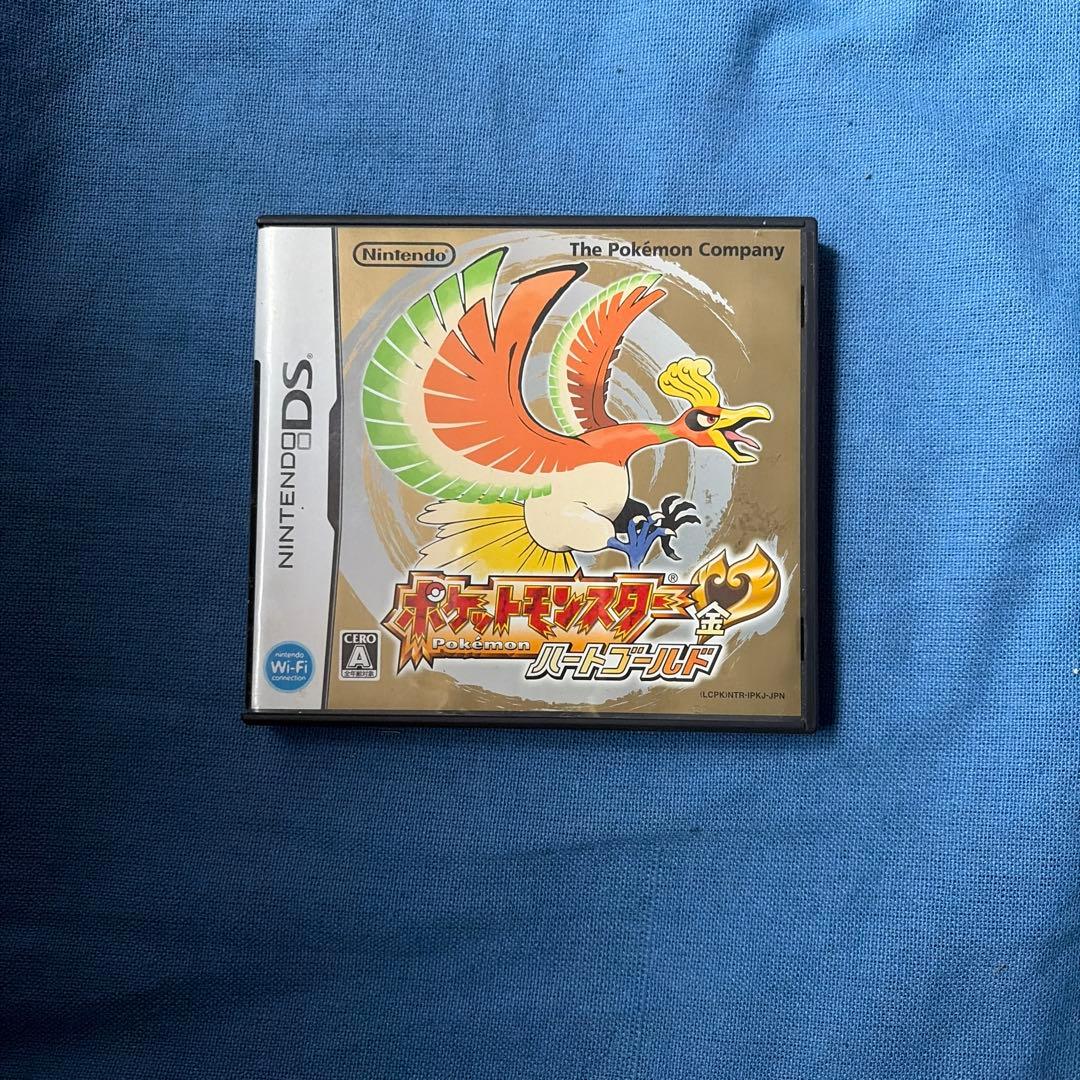 Nintendo®
The Pokémon Company
NINTENDO DS®
ポケットモンスター®
Pokémon
金
ハートゴールド
nintendo
Wi-Fi
connection
CERO
A
全年齢対象
(LCPK)NTR-IPKJ-JPN